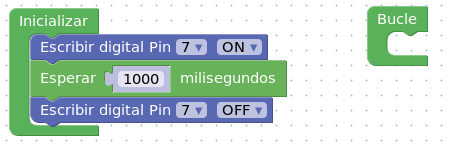 Inicializar
Escribir digital Pin 7 ON
Esperar 1000 milisegundos
Escribir digital Pin 7 OFF
Bucle